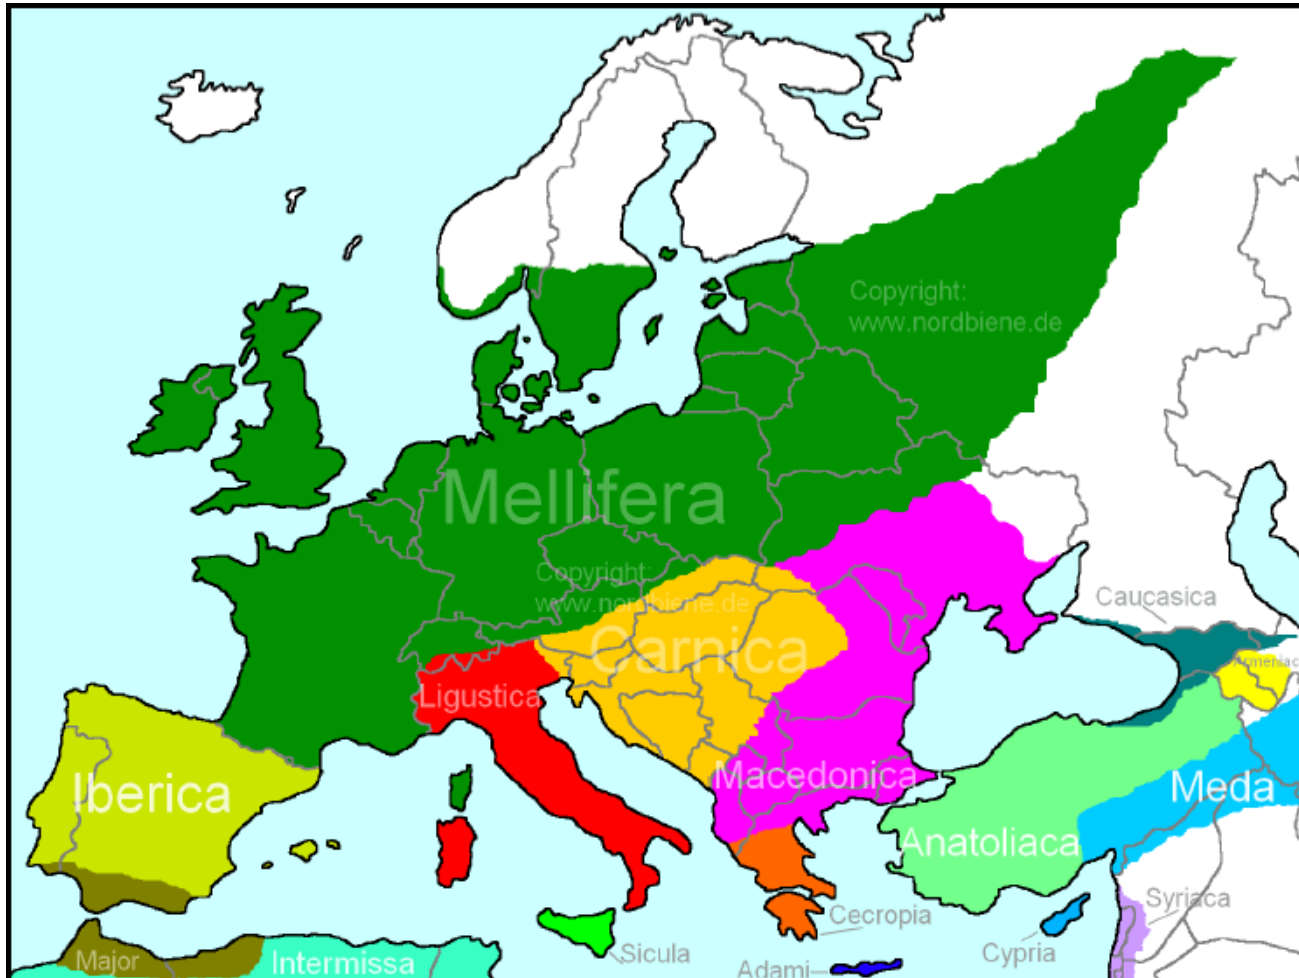 Copyright:
www.nordbiene.de
Mellifera
Copyright:
www.nordbiene.de
Caucasica
Carnica
Armeniac
Ligustica
Iberica
Macedonica
Meda
Anatoliaca
Syriaca
Cecropia
Cypria
Sicula
Major
Intermissa
Adami